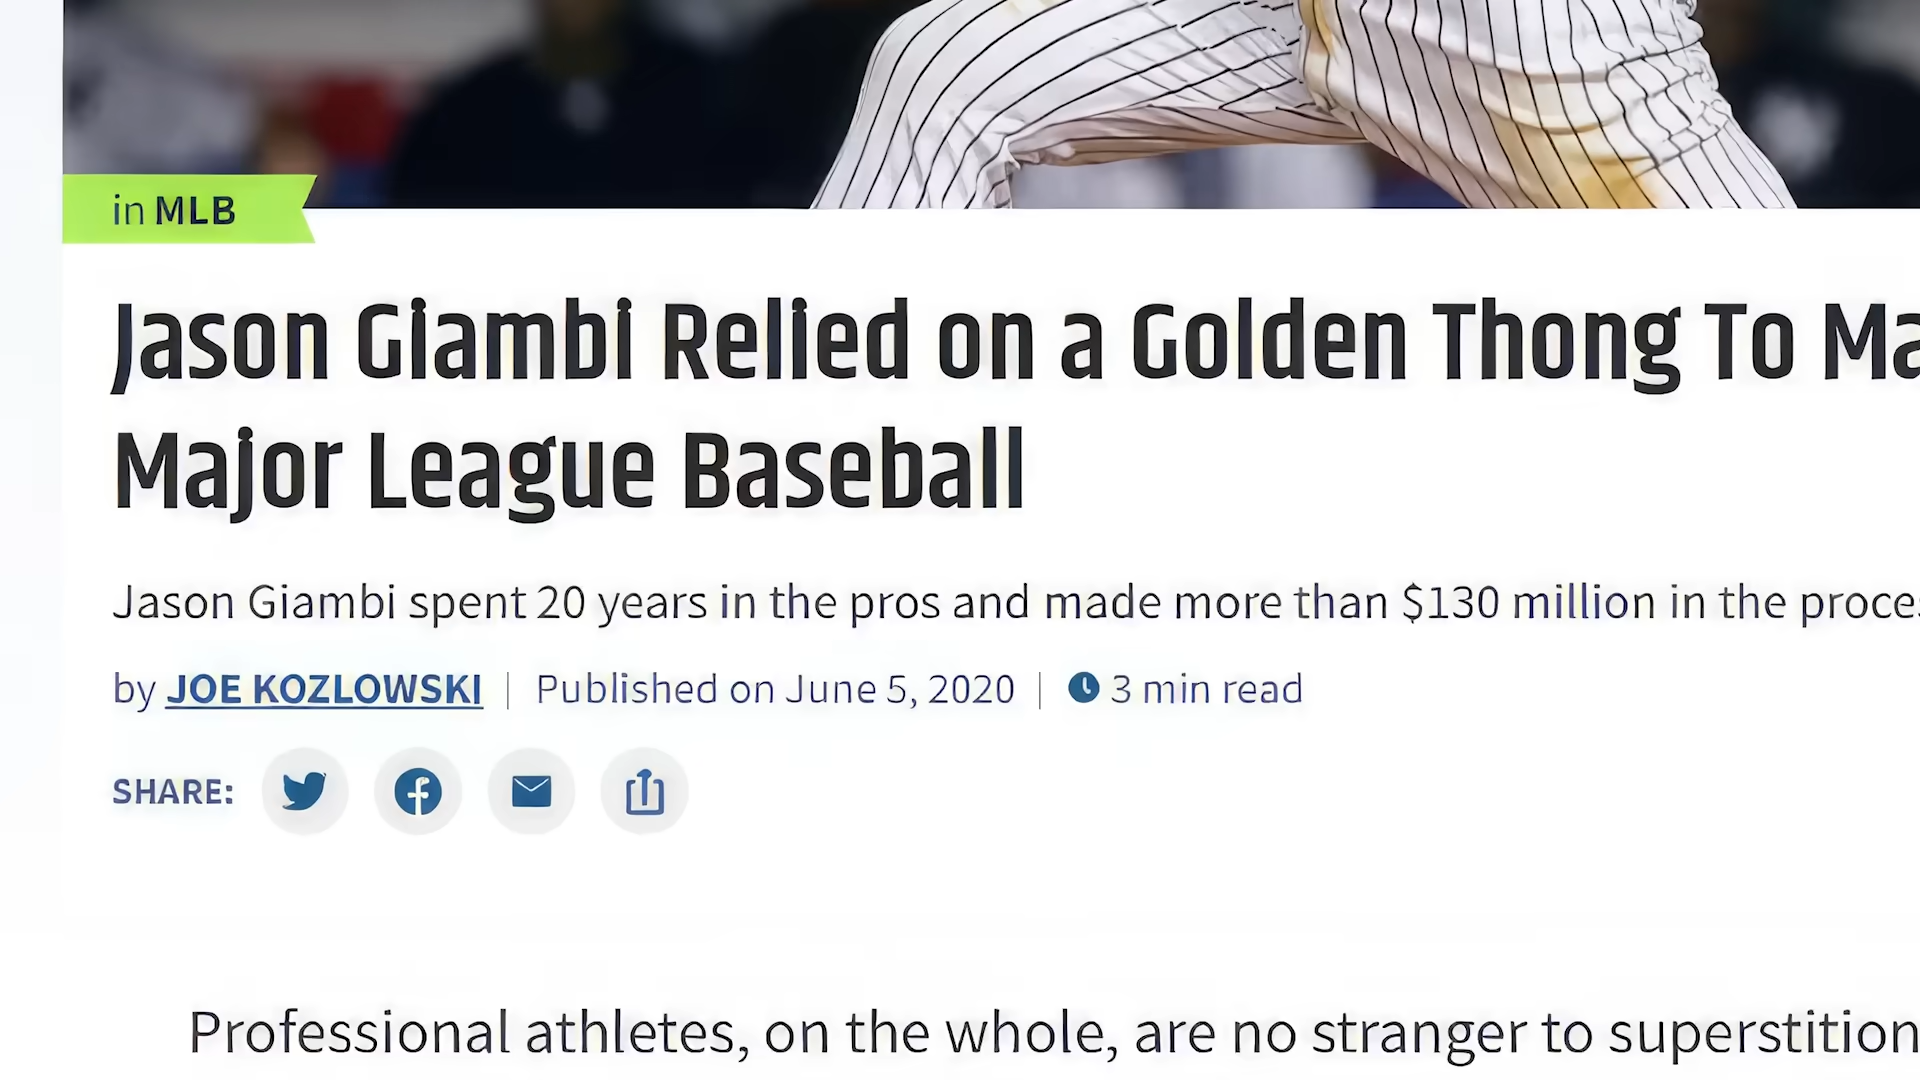 in MLB
Jason Giambi Relied on a Golden Thong To Ma
Major League Baseball
Jason Giambi spent 20 years in the pros and made more than $130 million in the proces
by JOE KOZLOWSKI | Published on June 5, 2020 | 3 min read
SHARE:
Professional athletes, on the whole, are no stranger to superstition